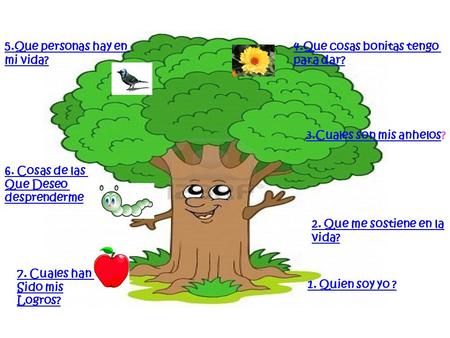 5.Que personas hay en
mi vida?
4.Que cosas bonitas tengo
para dar?
3.Cuales son mis anhelos?
6. Cosas de las
Que Deseo
desprenderme
2. Que me sostiene en la
vida?
7. Cuales han
Sido mis
Logros?
1. Quien soy yo ?